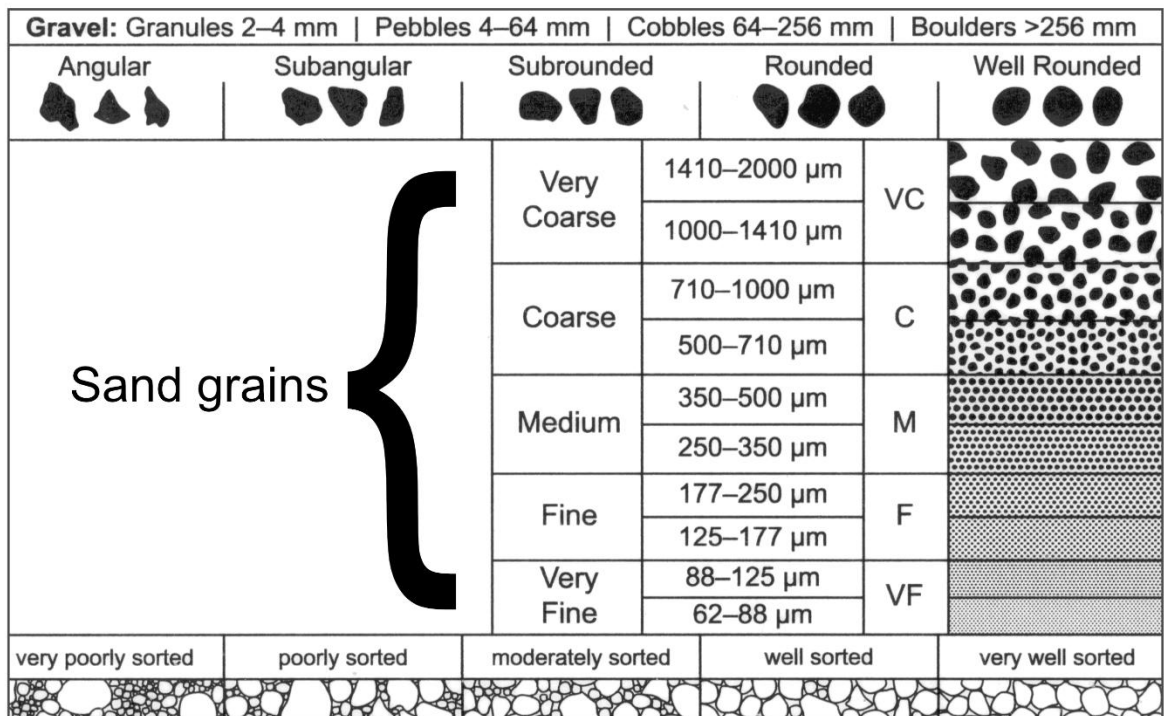 Gravel: Granules 2–4 mm | Pebbles 4–64 mm | Cobbles 64–256 mm | Boulders >256 mm
Angular
Subangular
Subrounded
Rounded
Well Rounded
Sand grains
Very
Coarse
1410–2000 µm
1000–1410 µm
VC
Coarse
710–1000 µm
500–710 µm
C
Medium
350–500 µm
250–350 µm
M
Fine
177–250 µm
125–177 µm
F
Very
Fine
88–125 µm
62–88 µm
VF
very poorly sorted
poorly sorted
moderately sorted
well sorted
very well sorted